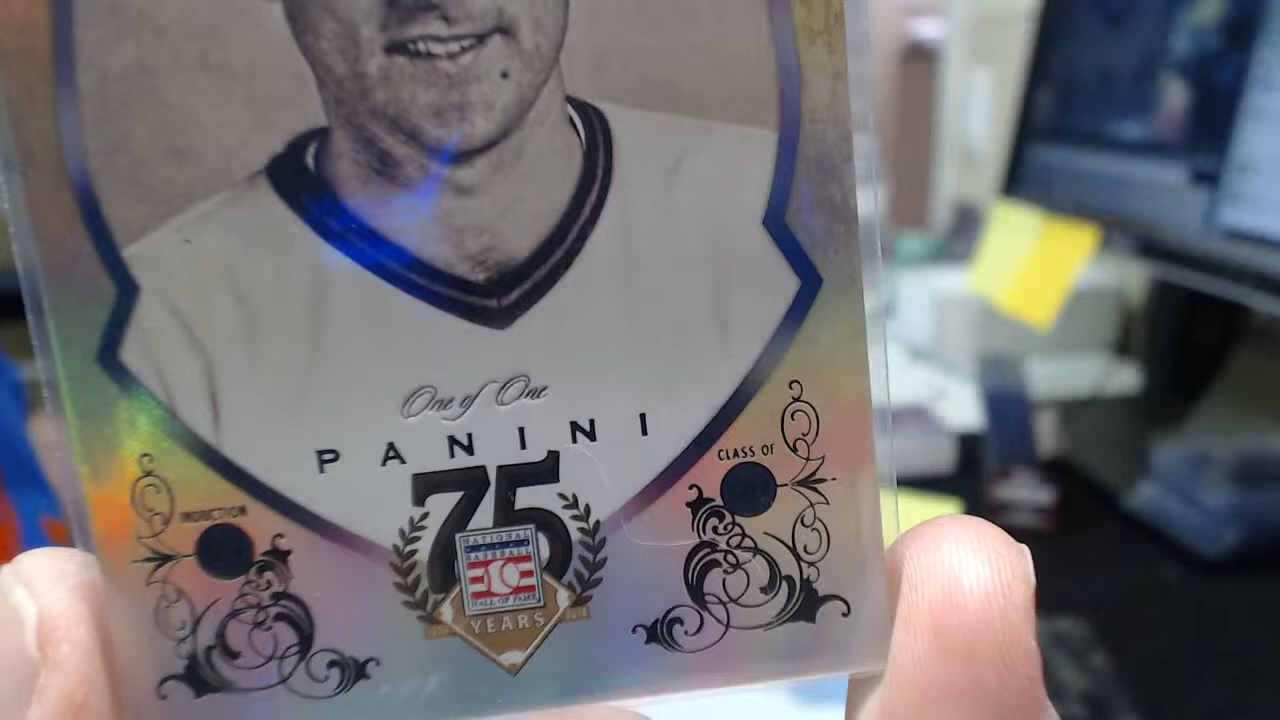 One of One
PANINI
75
CLASS OF
INDUCTION
NATIONAL
BASEBALL
HALL OF FAME
YEARS